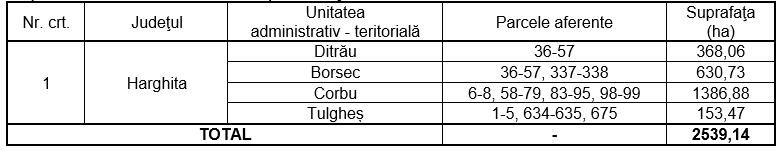 Nr. crt. Judeţul Unitatea administrativ - teritorială Parcele aferente Suprafaţa (ha)
1 Harghita Ditrău 36-57 368,06
Borsec 36-57, 337-338 630,73
Corbu 6-8, 58-79, 83-95, 98-99 1386,88
Tulgheș 1-5, 634-635, 675 153,47
TOTAL - 2539,14